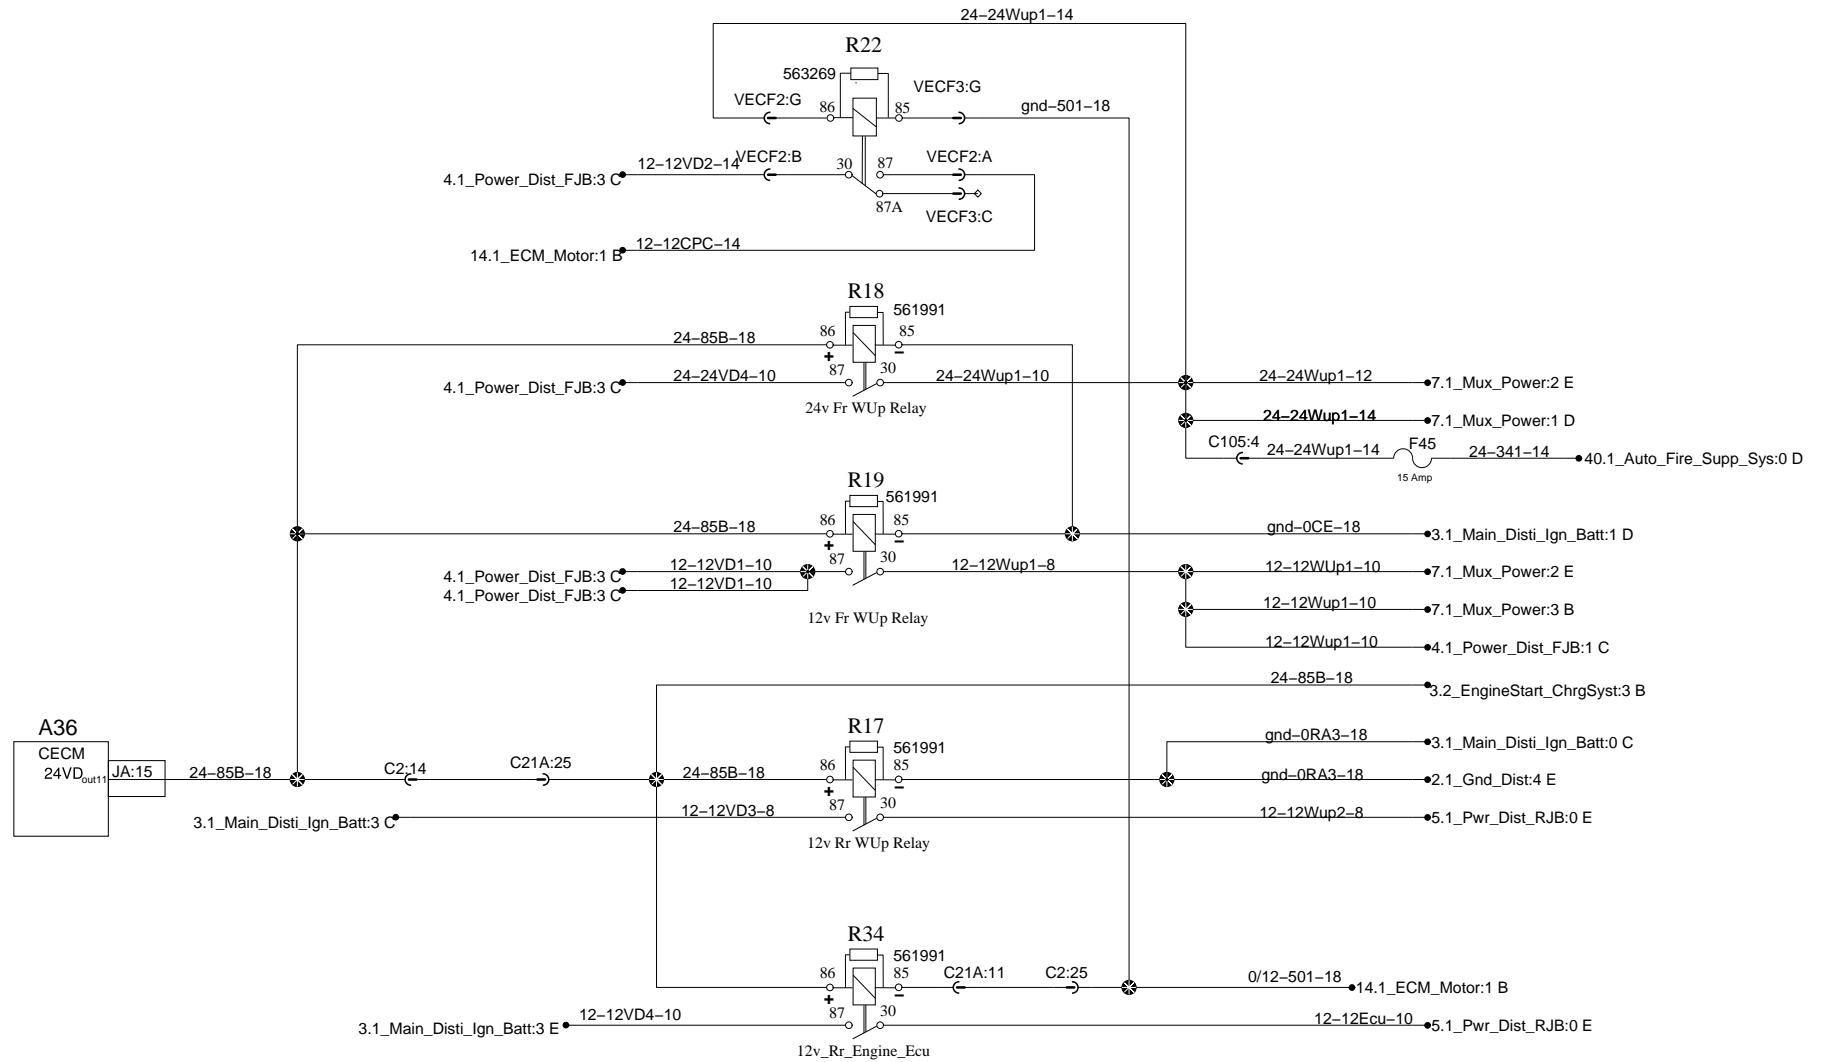 24–24Wup1–14
R22
563269
VECF2:G
86
85
VECF3:G
gnd–501–18
4.1_Power_Dist_FJB:3 C
12–12VD2–14
VECF2:B
30
87
VECF2:A
87A
VECF3:C
14.1_ECM_Motor:1 B
12–12CPC–14
R18
561991
24–85B–18
86
85
+
–
4.1_Power_Dist_FJB:3 C
24–24VD4–10
87
30
24–24Wup1–10
24–24Wup1–12
7.1_Mux_Power:2 E
24v Fr WUp Relay
24–24Wup1–14
7.1_Mux_Power:1 D
C105:4
24–24Wup1–14
F45
15 Amp
24–341–14
40.1_Auto_Fire_Supp_Sys:0 D
R19
561991
24–85B–18
86
85
+
–
gnd–0CE–18
3.1_Main_Disti_Ign_Batt:1 D
4.1_Power_Dist_FJB:3 C
12–12VD1–10
87
30
12–12Wup1–8
12–12WUp1–10
7.1_Mux_Power:2 E
4.1_Power_Dist_FJB:3 C
12–12VD1–10
12v Fr WUp Relay
12–12Wup1–10
7.1_Mux_Power:3 B
12–12Wup1–10
4.1_Power_Dist_FJB:1 C
24–85B–18
3.2_EngineStart_ChrgSyst:3 B
A36
CECM
24VD out11
JA:15
24–85B–18
C2:14
C21A:25
R17
561991
24–85B–18
86
85
+
–
gnd–0RA3–18
3.1_Main_Disti_Ign_Batt:0 C
gnd–0RA3–18
2.1_Gnd_Dist:4 E
3.1_Main_Disti_Ign_Batt:3 C
12–12VD3–8
87
30
12–12Wup2–8
5.1_Pwr_Dist_RJB:0 E
12v Rr WUp Relay
R34
561991
86
85
+
–
C21A:11
C2:25
0/12–501–18
14.1_ECM_Motor:1 B
3.1_Main_Disti_Ign_Batt:3 E
12–12VD4–10
87
30
12–12Ecu–10
5.1_Pwr_Dist_RJB:0 E
12v_Rr_Engine_Ecu